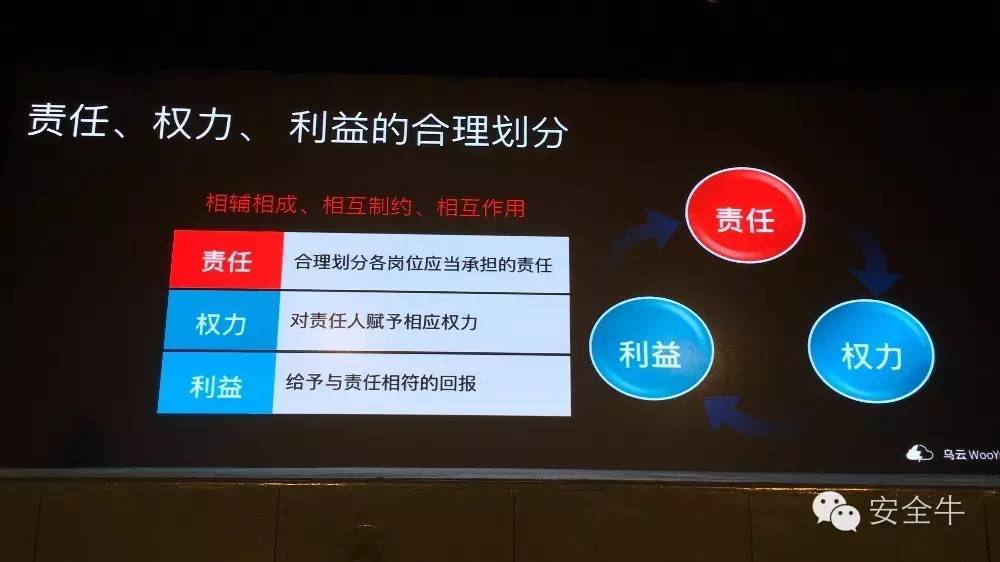 责任、权力、 利益的合理划分
相辅相成、相互制约、相互作用
责任 合理划分各岗位应当承担的责任
权力 对责任人赋予相应权力
利益 给予与责任相符的回报
责任
利益
权力
乌云 WooY
安全牛